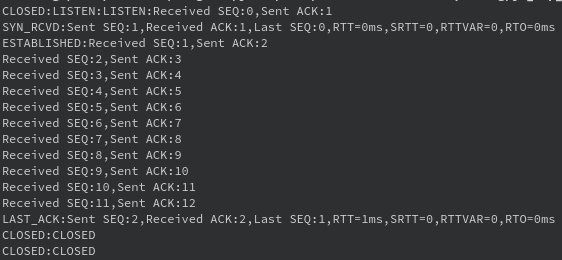 CLOSED:LISTEN:LISTEN:Received SEQ:0,Sent ACK:1
SYN_RCVD:Sent SEQ:1,Received ACK:1,Last SEQ:0,RTT=0ms,SRTT=0,RTTVAR=0,RTO=0ms
ESTABLISHED:Received SEQ:1,Sent ACK:2
Received SEQ:2,Sent ACK:3
Received SEQ:3,Sent ACK:4
Received SEQ:4,Sent ACK:5
Received SEQ:5,Sent ACK:6
Received SEQ:6,Sent ACK:7
Received SEQ:7,Sent ACK:8
Received SEQ:8,Sent ACK:9
Received SEQ:9,Sent ACK:10
Received SEQ:10,Sent ACK:11
Received SEQ:11,Sent ACK:12
LAST_ACK:Sent SEQ:2,Received ACK:2,Last SEQ:1,RTT=1ms,SRTT=0,RTTVAR=0,RTO=0ms
CLOSED:CLOSED
CLOSED:CLOSED